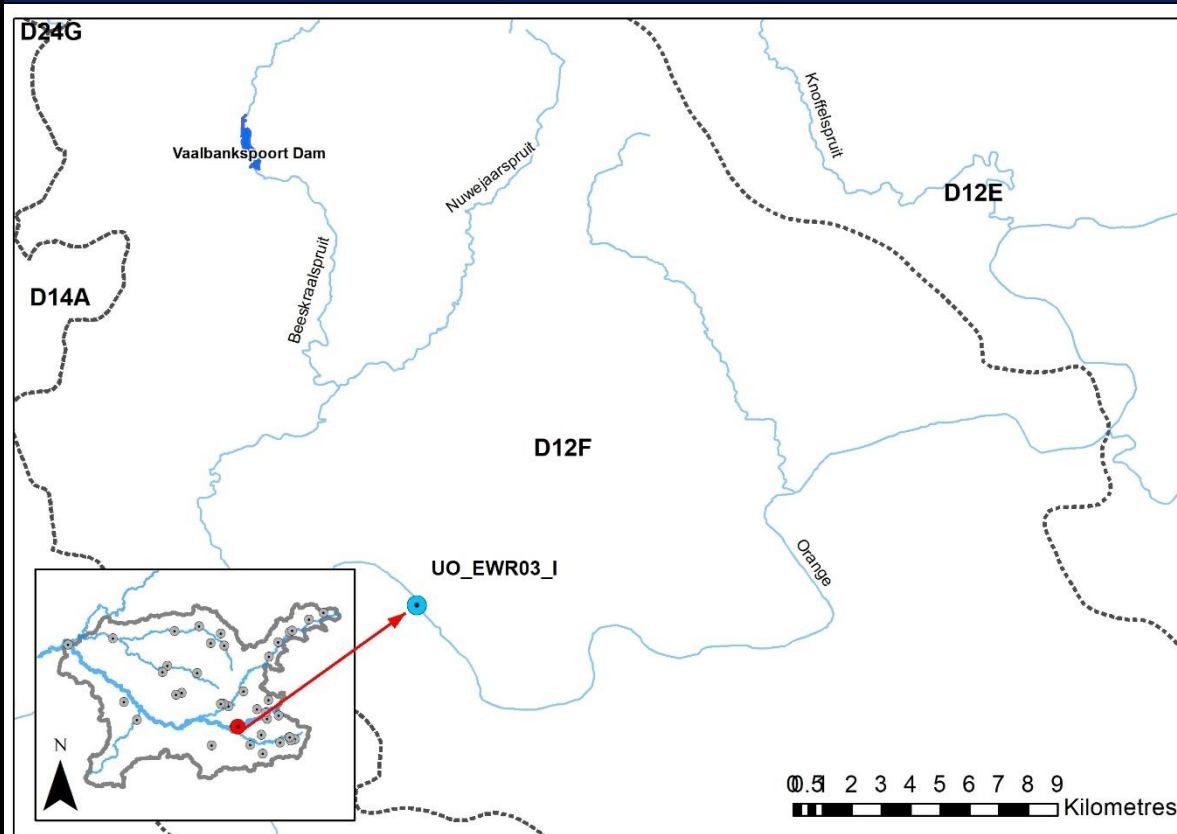 D24G
Knoffelspruit
Vaalbankspoort Dam
Nuwejaarspruit
D12E
Beeskraalspruit
D14A
D12F
Orange
UO_EWR03_I
N
0 0.5 1 2 3 4 5 6 7 8 9
Kilometres